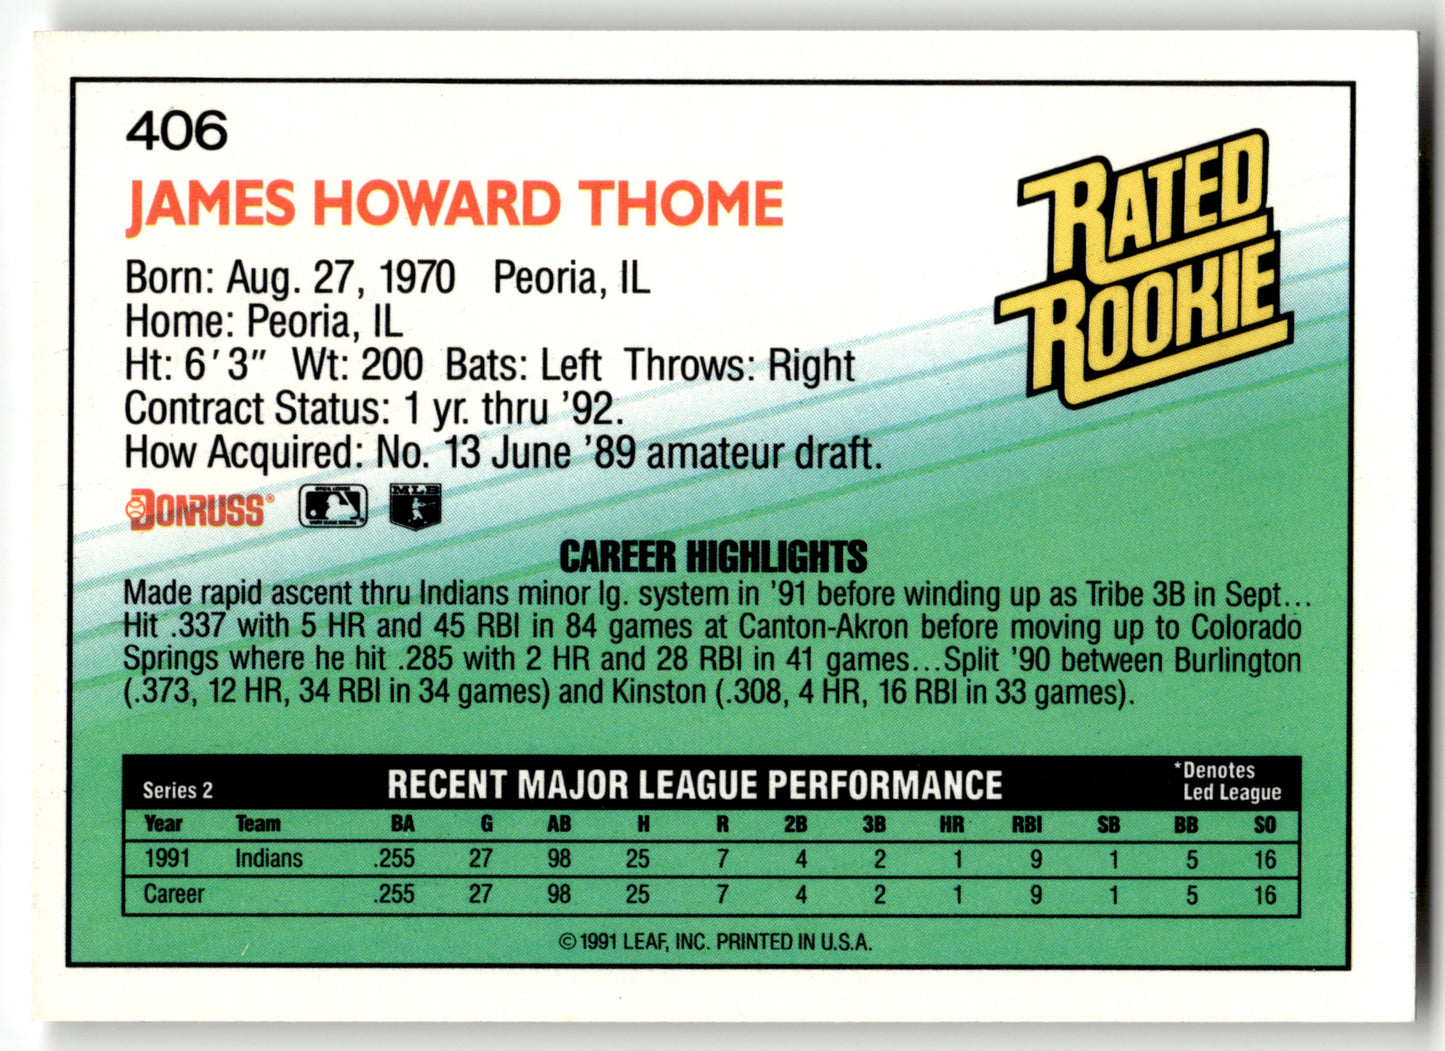 406
JAMES HOWARD THOME
RATED
ROOKIE
Born: Aug. 27, 1970 Peoria, IL
Home: Peoria, IL
Ht: 6' 3" Wt: 200 Bats: Left Throws: Right
Contract Status: 1 yr. thru '92.
How Acquired: No. 13 June '89 amateur draft.
DONRUSS®
MLB
CAREER HIGHLIGHTS
Made rapid ascent thru Indians minor lg. system in '91 before winding up as Tribe 3B in Sept...
Hit .337 with 5 HR and 45 RBI in 84 games at Canton-Akron before moving up to Colorado
Springs where he hit .285 with 2 HR and 28 RBI in 41 games...Split '90 between Burlington
(.373, 12 HR, 34 RBI in 34 games) and Kinston (.308, 4 HR, 16 RBI in 33 games).
Series 2 RECENT MAJOR LEAGUE PERFORMANCE *Denotes
Led League
Year Team BA G AB H R 2B 3B HR RBI SB BB SO
1991 Indians .255 27 98 25 7 4 2 1 9 1 5 16
Career .255 27 98 25 7 4 2 1 9 1 5 16
©1991 LEAF, INC. PRINTED IN U.S.A.